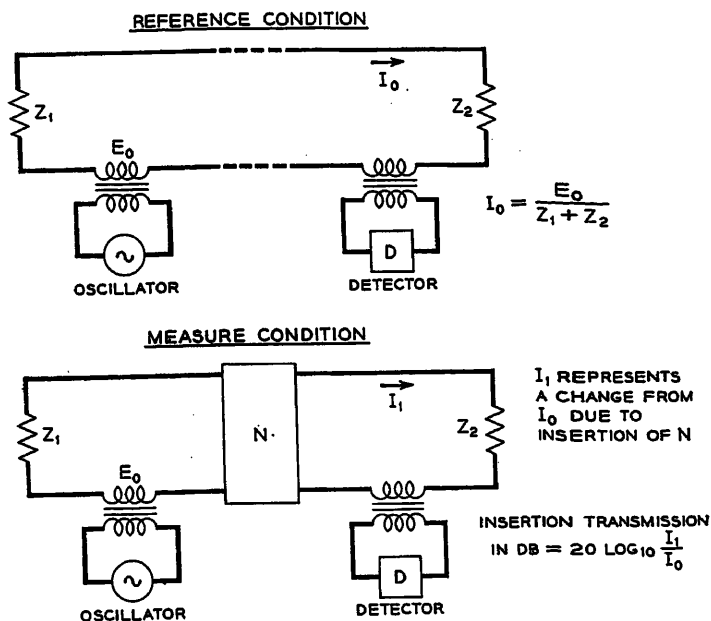 REFERENCE CONDITION
I₀
Z₁
Z₂
E₀
I₀ = E₀ / (Z₁ + Z₂)
D
OSCILLATOR
DETECTOR
MEASURE CONDITION
I₁
Z₁
N
Z₂
E₀
I₁ REPRESENTS
A CHANGE FROM
I₀ DUE TO
INSERTION OF N
D
OSCILLATOR
DETECTOR
INSERTION TRANSMISSION
IN DB = 20 LOG₁₀ I₁/I₀